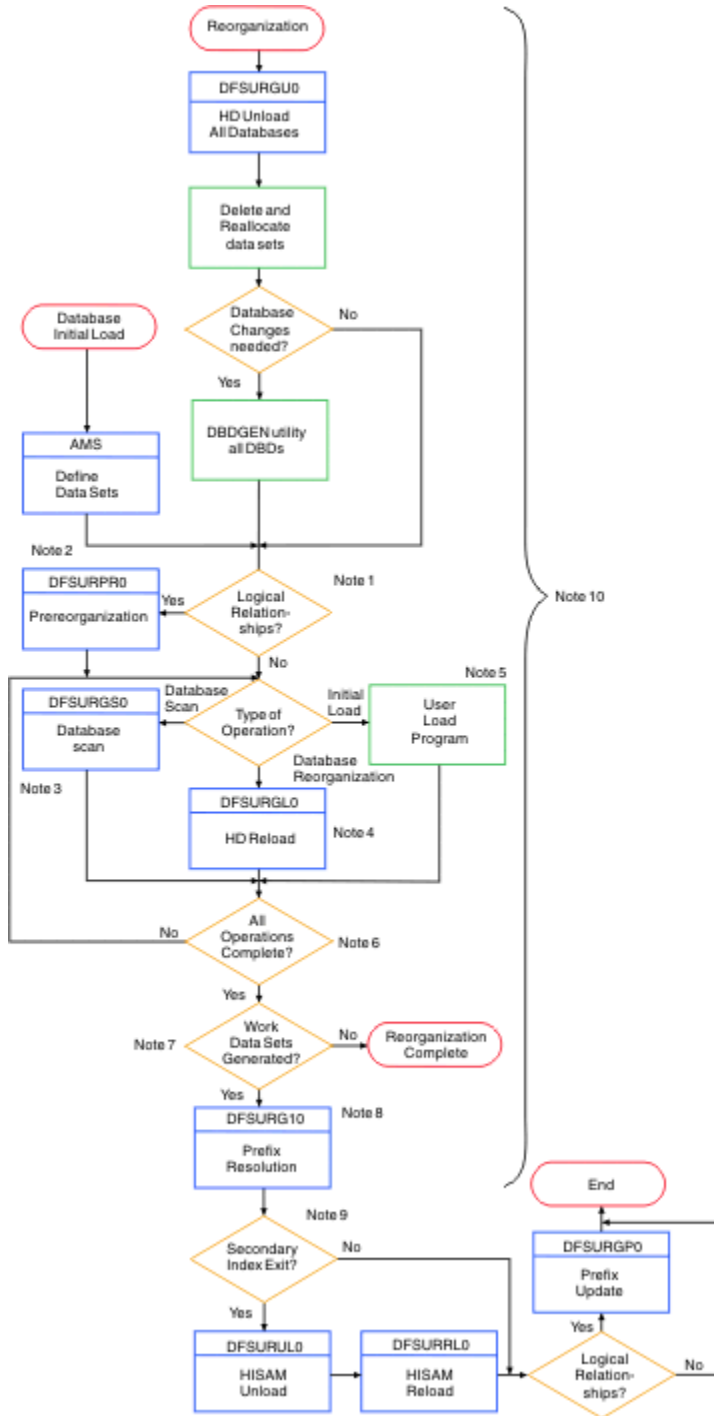 Reorganization
DFSURGU0
HD Unload
All Databases
Delete and
Reallocate
data sets
Database
Initial Load
Database
Changes
needed?
No
Yes
AMS
Define
Data Sets
DBDGEN utility
all DBDs
Note 2
Note 1
Note 10
DFSURPR0
Prereorganization
Yes
Logical
Relation-
ships?
No
Note 5
DFSURGS0
Database
scan
Database
Scan
Type of
Operation?
Initial
Load
User
Load
Program
Note 3
Database
Reorganization
DFSURGL0
HD Reload
Note 4
No
All
Operations
Complete?
Note 6
Yes
Note 7
Work
Data Sets
Generated?
No
Reorganization
Complete
Yes
DFSURG10
Prefix
Resolution
Note 8
End
Note 9
Secondary
Index Exit?
No
DFSURGP0
Prefix
Update
Yes
Yes
DFSURUL0
HISAM
Unload
DFSURRL0
HISAM
Reload
Logical
Relation-
ships?
No